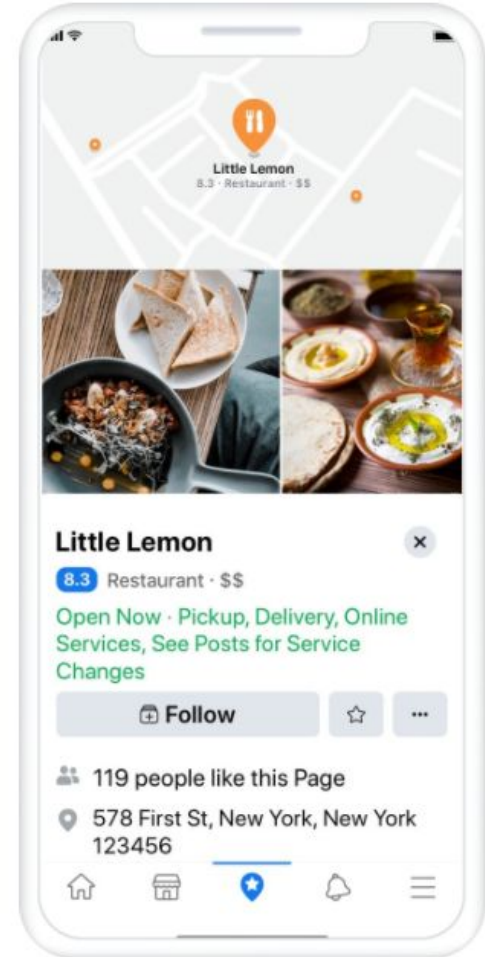 Little Lemon
8.3 · Restaurant · $$
Little Lemon
8.3 Restaurant · $$
Open Now · Pickup, Delivery, Online
Services, See Posts for Service
Changes
Follow
119 people like this Page
578 First St, New York, New York
123456